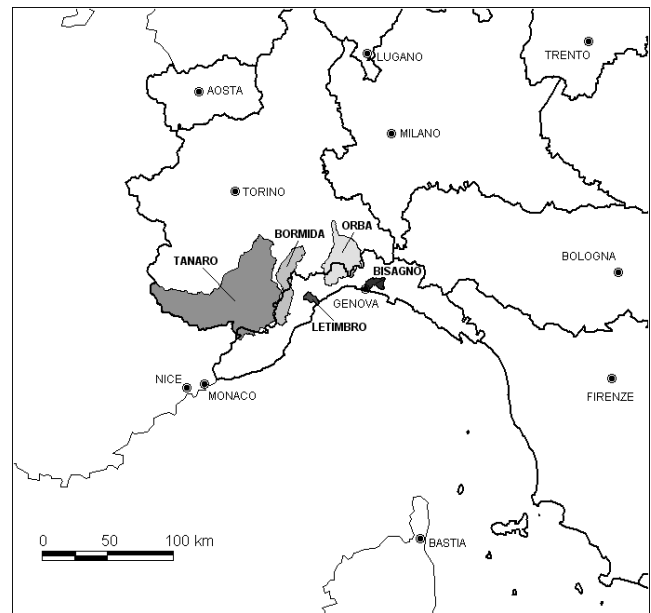 LUGANO
TRENTO
AOSTA
MILANO
TORINO
ORBA
BORMIDA
TANARO
BOLOGNA
BISAGNO
GENOVA
LETIMBRO
NICE
MONACO
FIRENZE
0 50 100 km
BASTIA